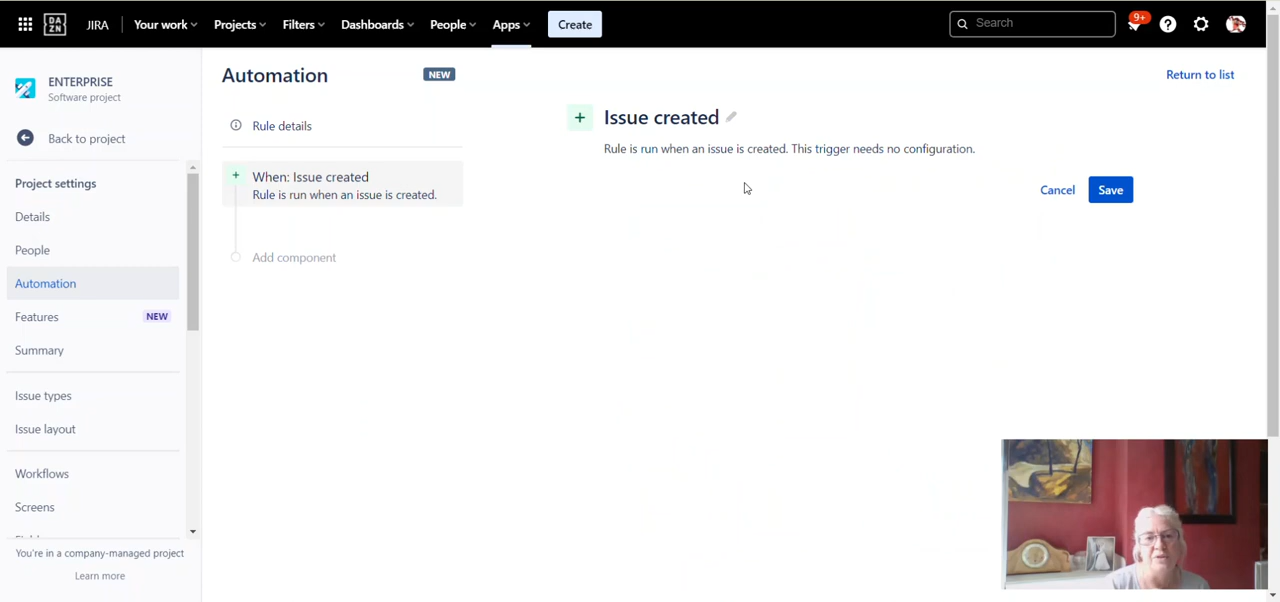 DA
ZN
JIRA
Your work
Projects
Filters
Dashboards
People
Apps
Create
Search
9+
ENTERPRISE
Software project
Back to project
Project settings
Details
People
Automation
Features
NEW
Summary
Issue types
Issue layout
Workflows
Screens
You're in a company-managed project
Learn more
Automation
NEW
Rule details
When: Issue created
Rule is run when an issue is created.
Add component
Return to list
Issue created
Rule is run when an issue is created. This trigger needs no configuration.
Cancel
Save